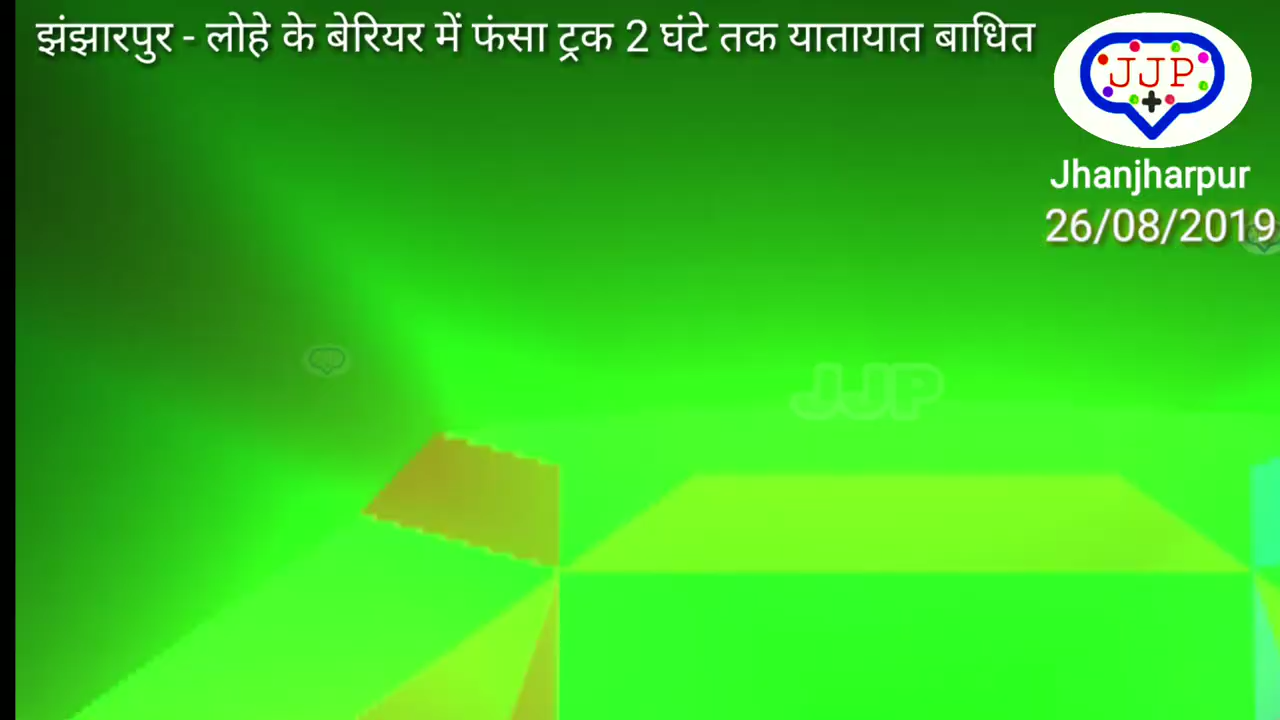 झंझारपुर - लोहे के बेरियर में फंसा ट्रक 2 घंटे तक यातायात बाधित
JJP
Jhanjharpur
26/08/2019
JJP